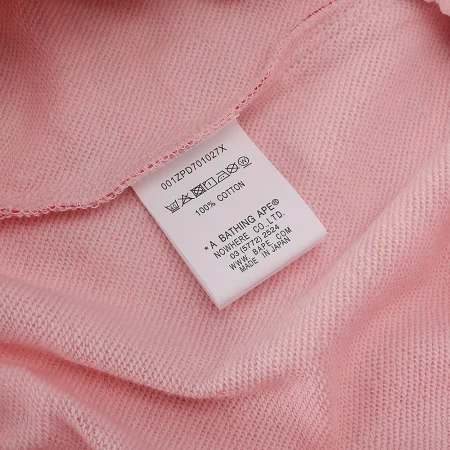 001ZPD701027X
100% COTTON
*A BATHING APE®
NOWHERE CO.,LTD.
03 (5772) 2524
WWW. BAPE. COM
MADE IN JAPAN